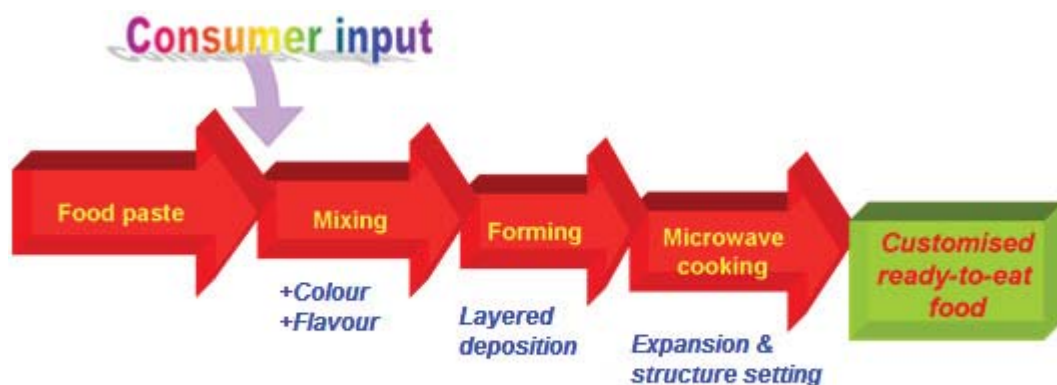 Consumer input
Food paste
Mixing
Forming
Microwave
cooking
Customised
ready-to-eat
food
+Colour
+Flavour
Layered
deposition
Expansion &
structure setting